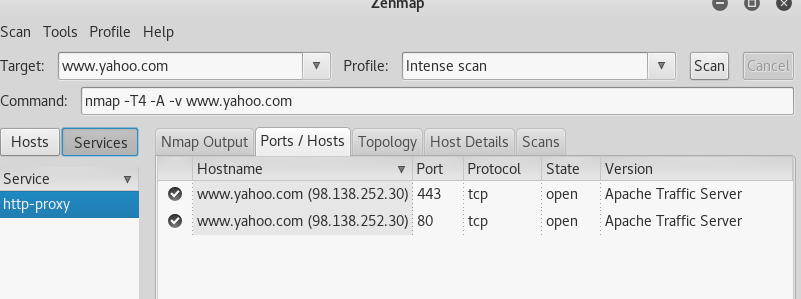 Zenmap
Scan Tools Profile Help
Target: www.yahoo.com Profile: Intense scan Scan Cancel
Command: nmap -T4 -A -v www.yahoo.com
Hosts Services Nmap Output Ports / Hosts Topology Host Details Scans
Service Hostname Port Protocol State Version
http-proxy www.yahoo.com (98.138.252.30) 443 tcp open Apache Traffic Server
www.yahoo.com (98.138.252.30) 80 tcp open Apache Traffic Server